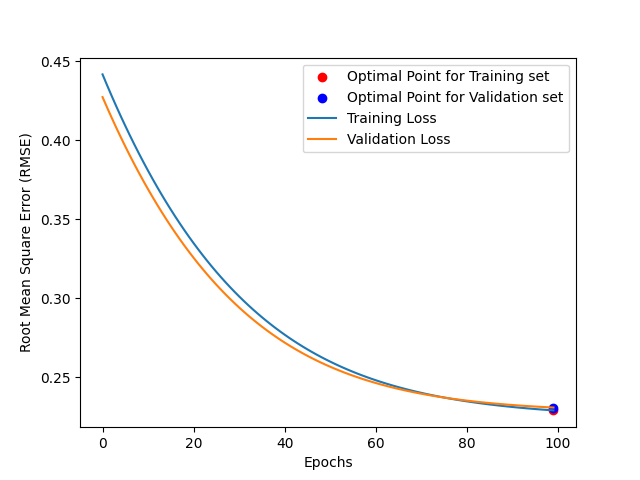 0.45
0.40
0.35
0.30
0.25
Root Mean Square Error (RMSE)
Optimal Point for Training set
Optimal Point for Validation set
Training Loss
Validation Loss
0 20 40 60 80 100
Epochs